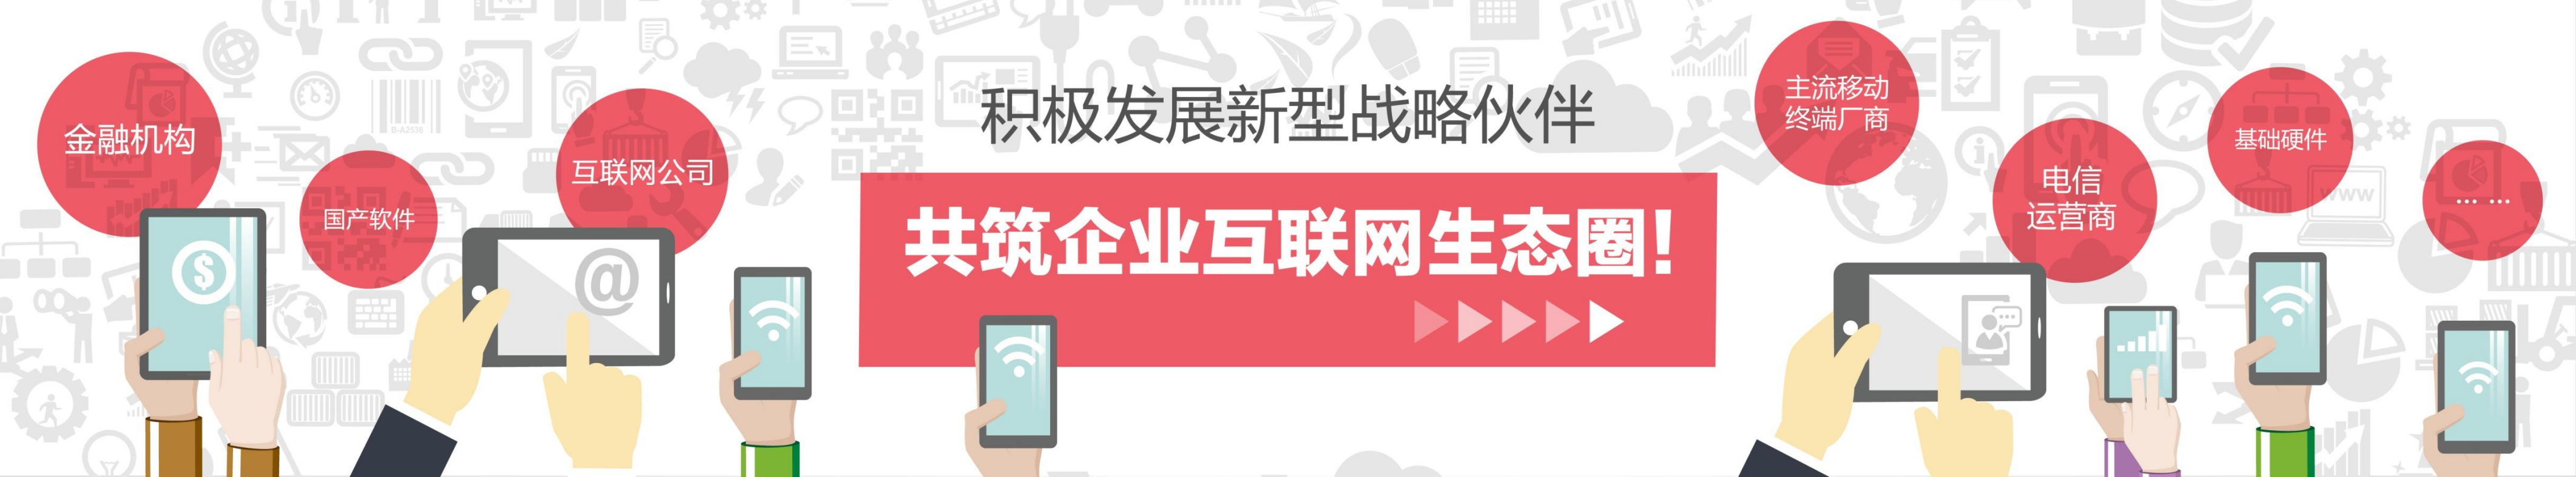 积极发展新型战略伙伴
共筑企业互联网生态圈!
金融机构
国产软件
互联网公司
主流移动
终端厂商
电信
运营商
基础硬件
... ...
B-A2536
www
$
@